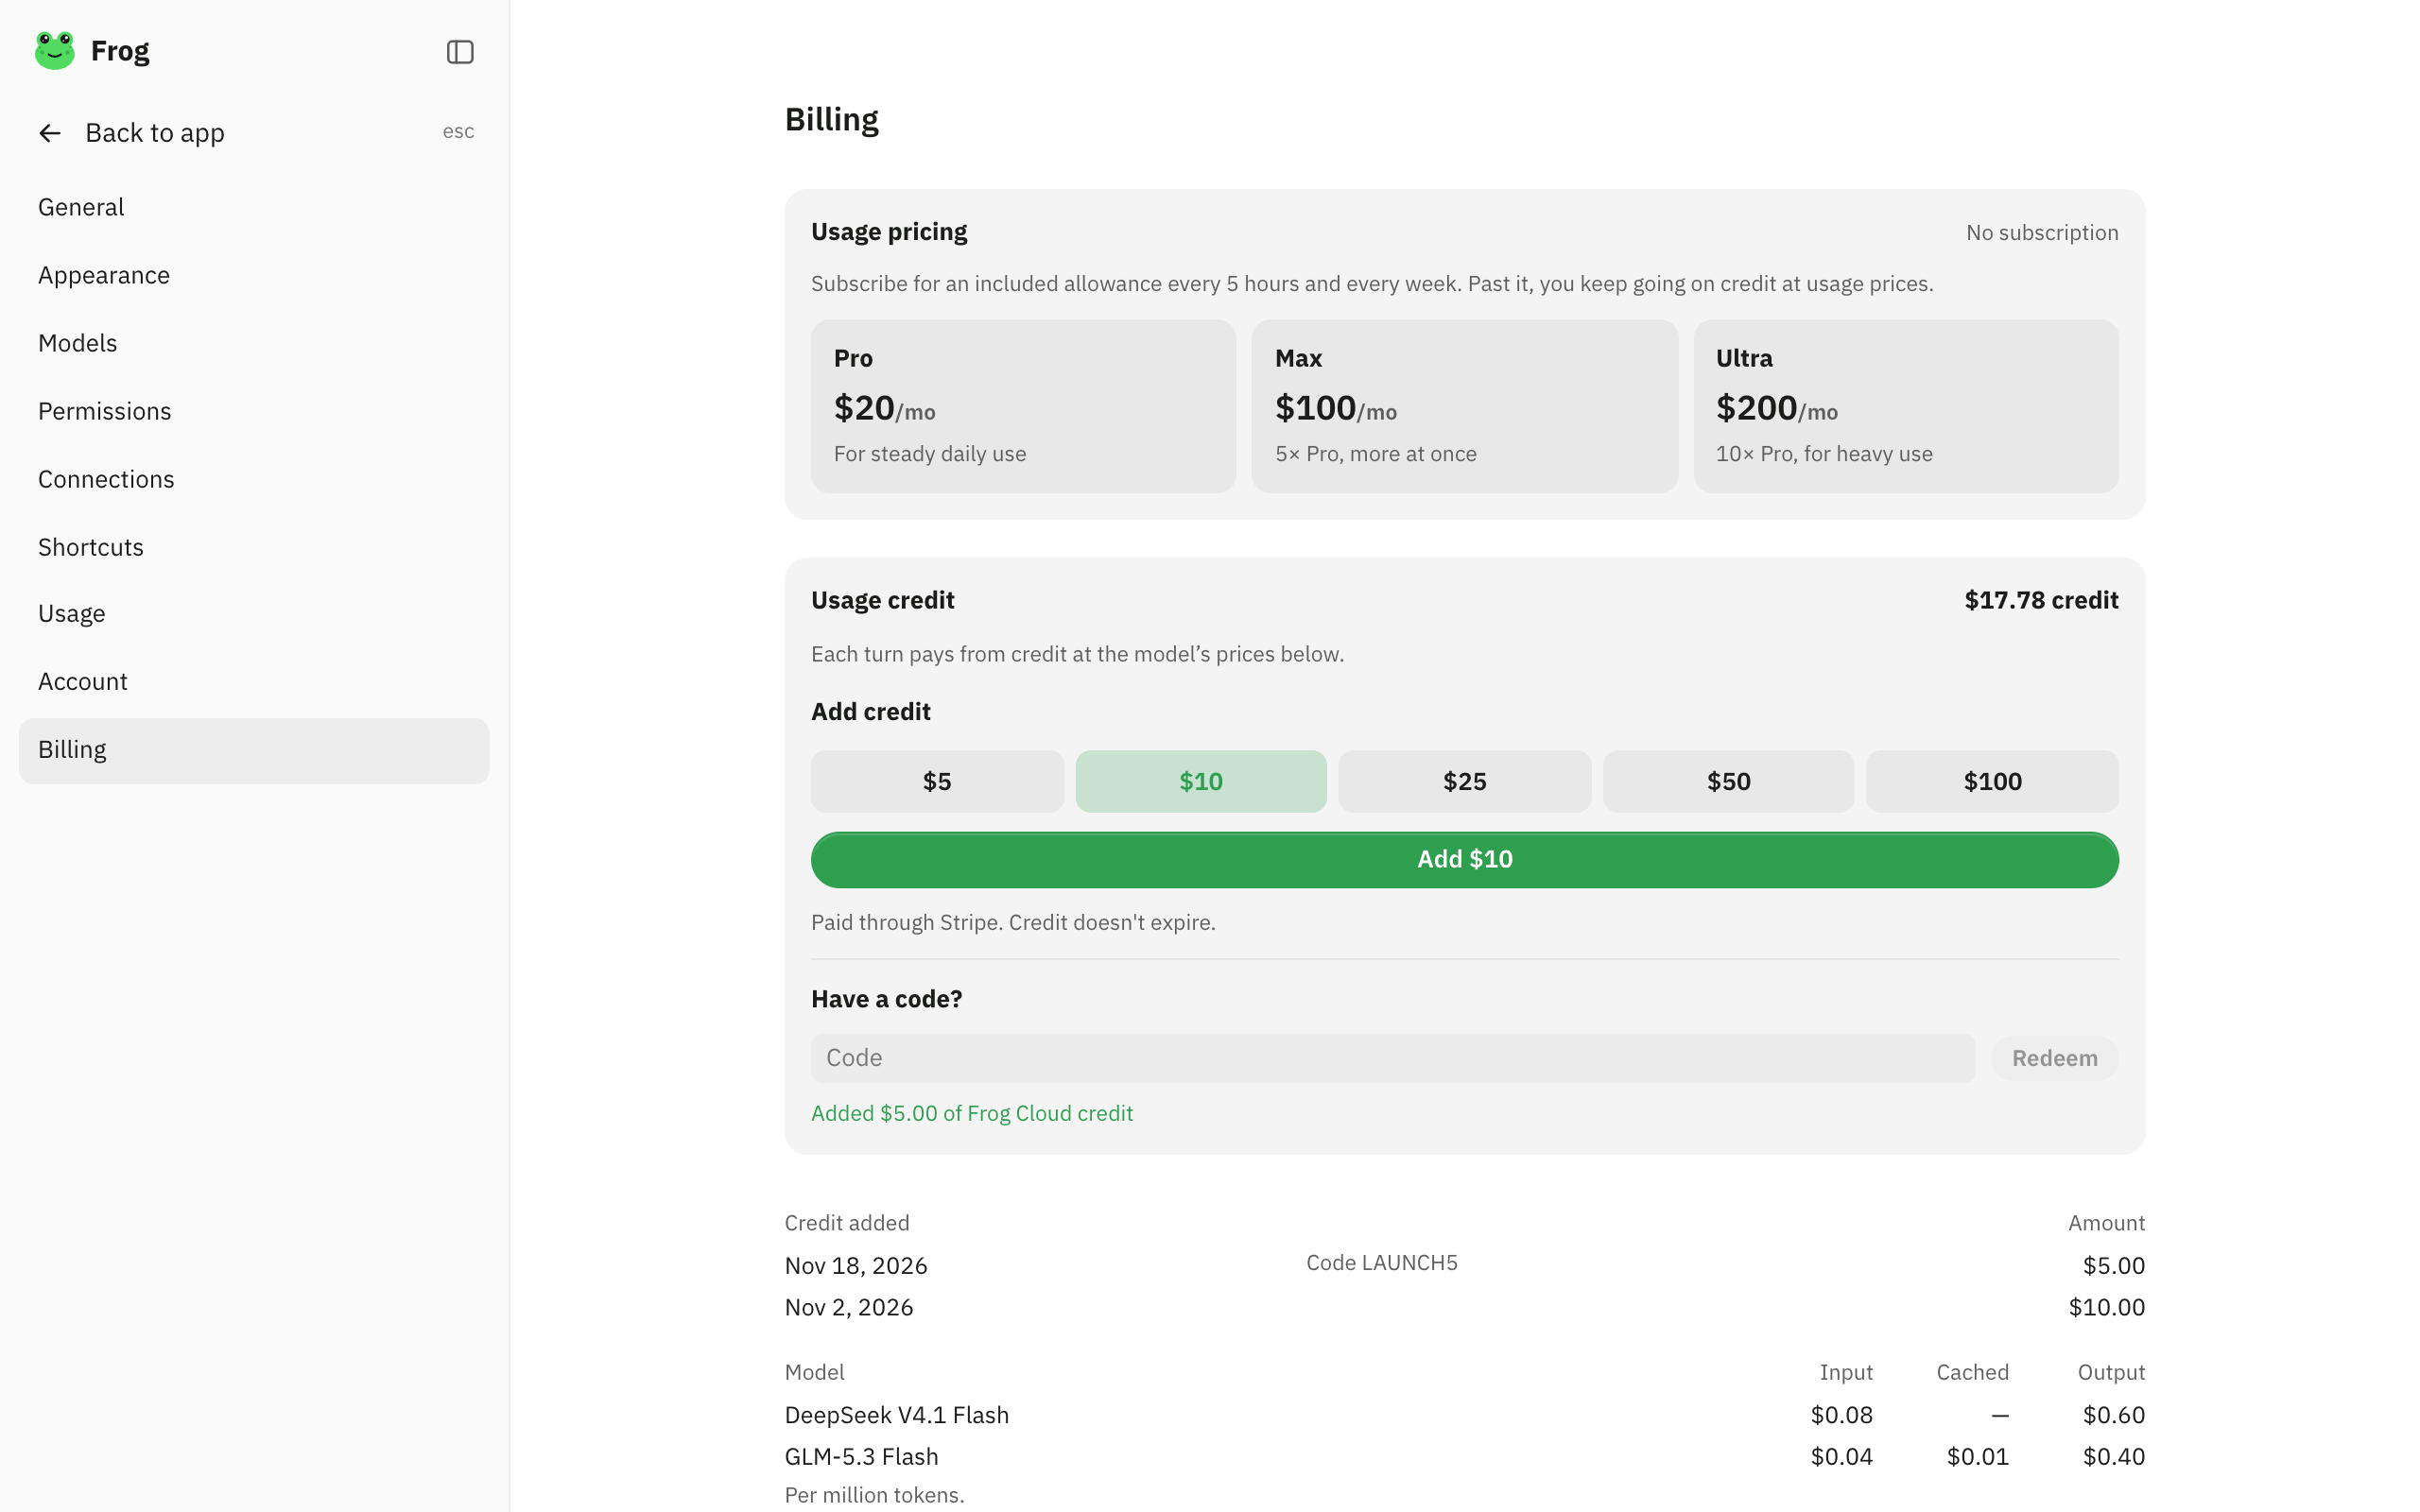 Frog
Back to app
esc
General
Appearance
Models
Permissions
Connections
Shortcuts
Usage
Account
Billing
Billing
Usage pricing
No subscription
Subscribe for an included allowance every 5 hours and every week. Past it, you keep going on credit at usage prices.
Pro
$20/mo
For steady daily use
Max
$100/mo
5× Pro, more at once
Ultra
$200/mo
10× Pro, for heavy use
Usage credit
$17.78 credit
Each turn pays from credit at the model’s prices below.
Add credit
$5
$10
$25
$50
$100
Add $10
Paid through Stripe. Credit doesn't expire.
Have a code?
Code
Redeem
Added $5.00 of Frog Cloud credit
Credit added Amount
Nov 18, 2026 Code LAUNCH5 $5.00
Nov 2, 2026 $10.00
Model Input Cached Output
DeepSeek V4.1 Flash $0.08 — $0.60
GLM-5.3 Flash $0.04 $0.01 $0.40
Per million tokens.